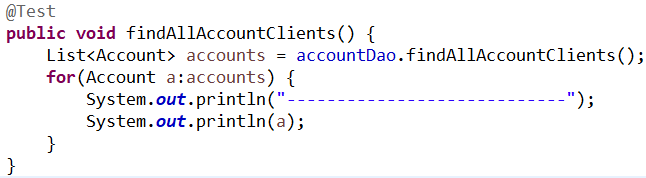 @Test
public void findAllAccountClients() {
    List<Account> accounts = accountDao.findAllAccountClients();
    for(Account a:accounts) {
        System.out.println("----------------------------");
        System.out.println(a);
    }
}